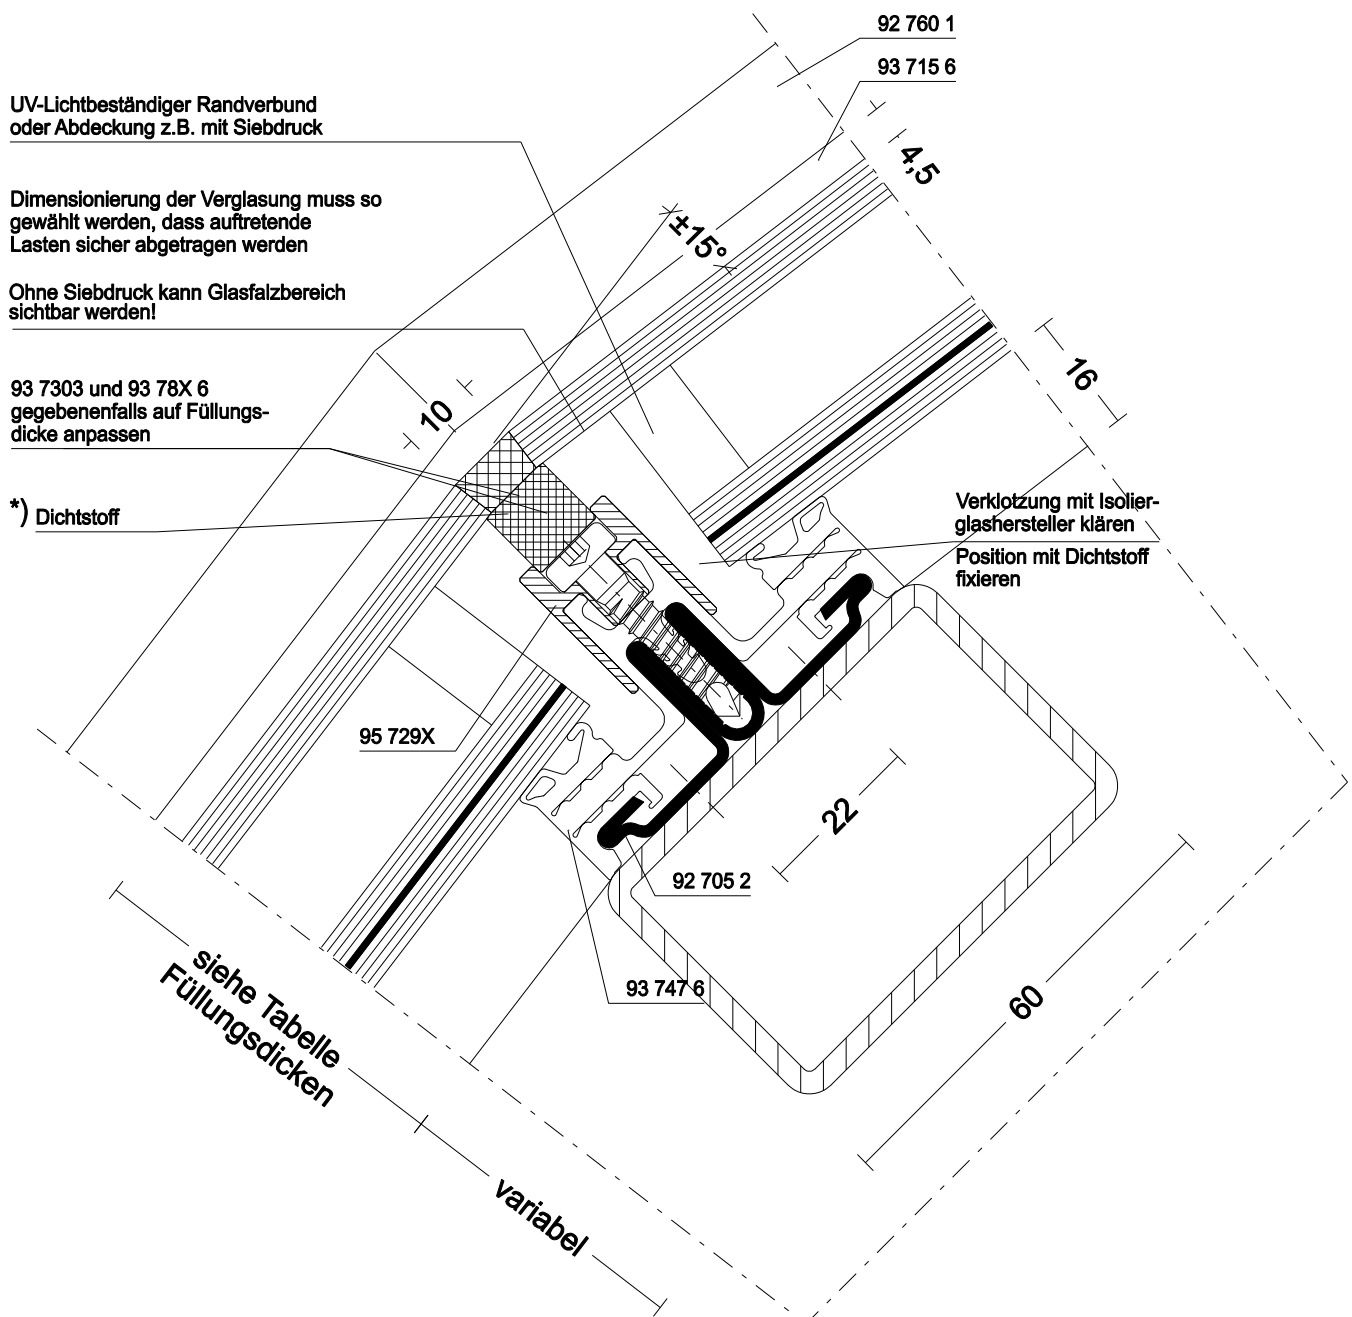 92 760 1
93 715 6
UV-Lichtbeständiger Randverbund
oder Abdeckung z.B. mit Siebdruck
4,5
Dimensionierung der Verglasung muss so
gewählt werden, dass auftretende
Lasten sicher abgetragen werden
±15°
Ohne Siebdruck kann Glasfalzbereich
sichtbar werden!
16
93 7303 und 93 78X 6
gegebenenfalls auf Füllungs-
dicke anpassen
10
*) Dichtstoff
Verklotzung mit Isolier-
glashersteller klären
Position mit Dichtstoff
fixieren
95 729X
22
92 705 2
93 747 6
60
siehe Tabelle
Füllungsdicken
variabel